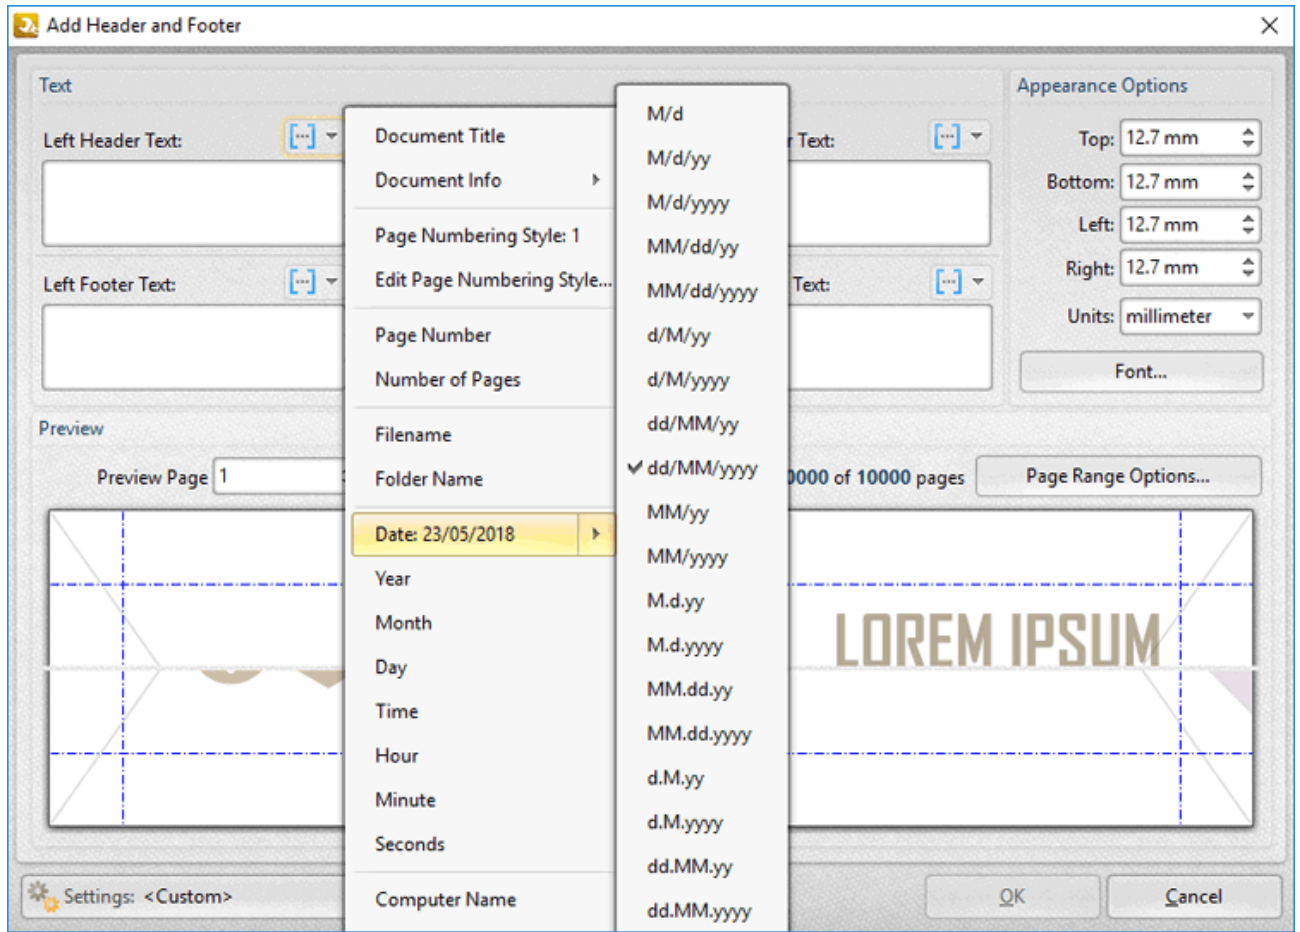 Add Header and Footer
Text
Left Header Text:
r Text:
Left Footer Text:
Text:
Document Title
Document Info
Page Numbering Style: 1
Edit Page Numbering Style...
Page Number
Number of Pages
Filename
Folder Name
Date: 23/05/2018
Year
Month
Day
Time
Hour
Minute
Seconds
Computer Name
M/d
M/d/yy
M/d/yyyy
MM/dd/yy
MM/dd/yyyy
d/M/yy
d/M/yyyy
dd/MM/yy
dd/MM/yyyy
MM/yy
MM/yyyy
M.d.yy
M.d.yyyy
MM.dd.yy
MM.dd.yyyy
d.M.yy
d.M.yyyy
dd.MM.yy
dd.MM.yyyy
Appearance Options
Top: 12.7 mm
Bottom: 12.7 mm
Left: 12.7 mm
Right: 12.7 mm
Units: millimeter
Font...
Preview
Preview Page 1
0000 of 10000 pages
Page Range Options...
LOREM IPSUM
Settings: <Custom>
OK
Cancel